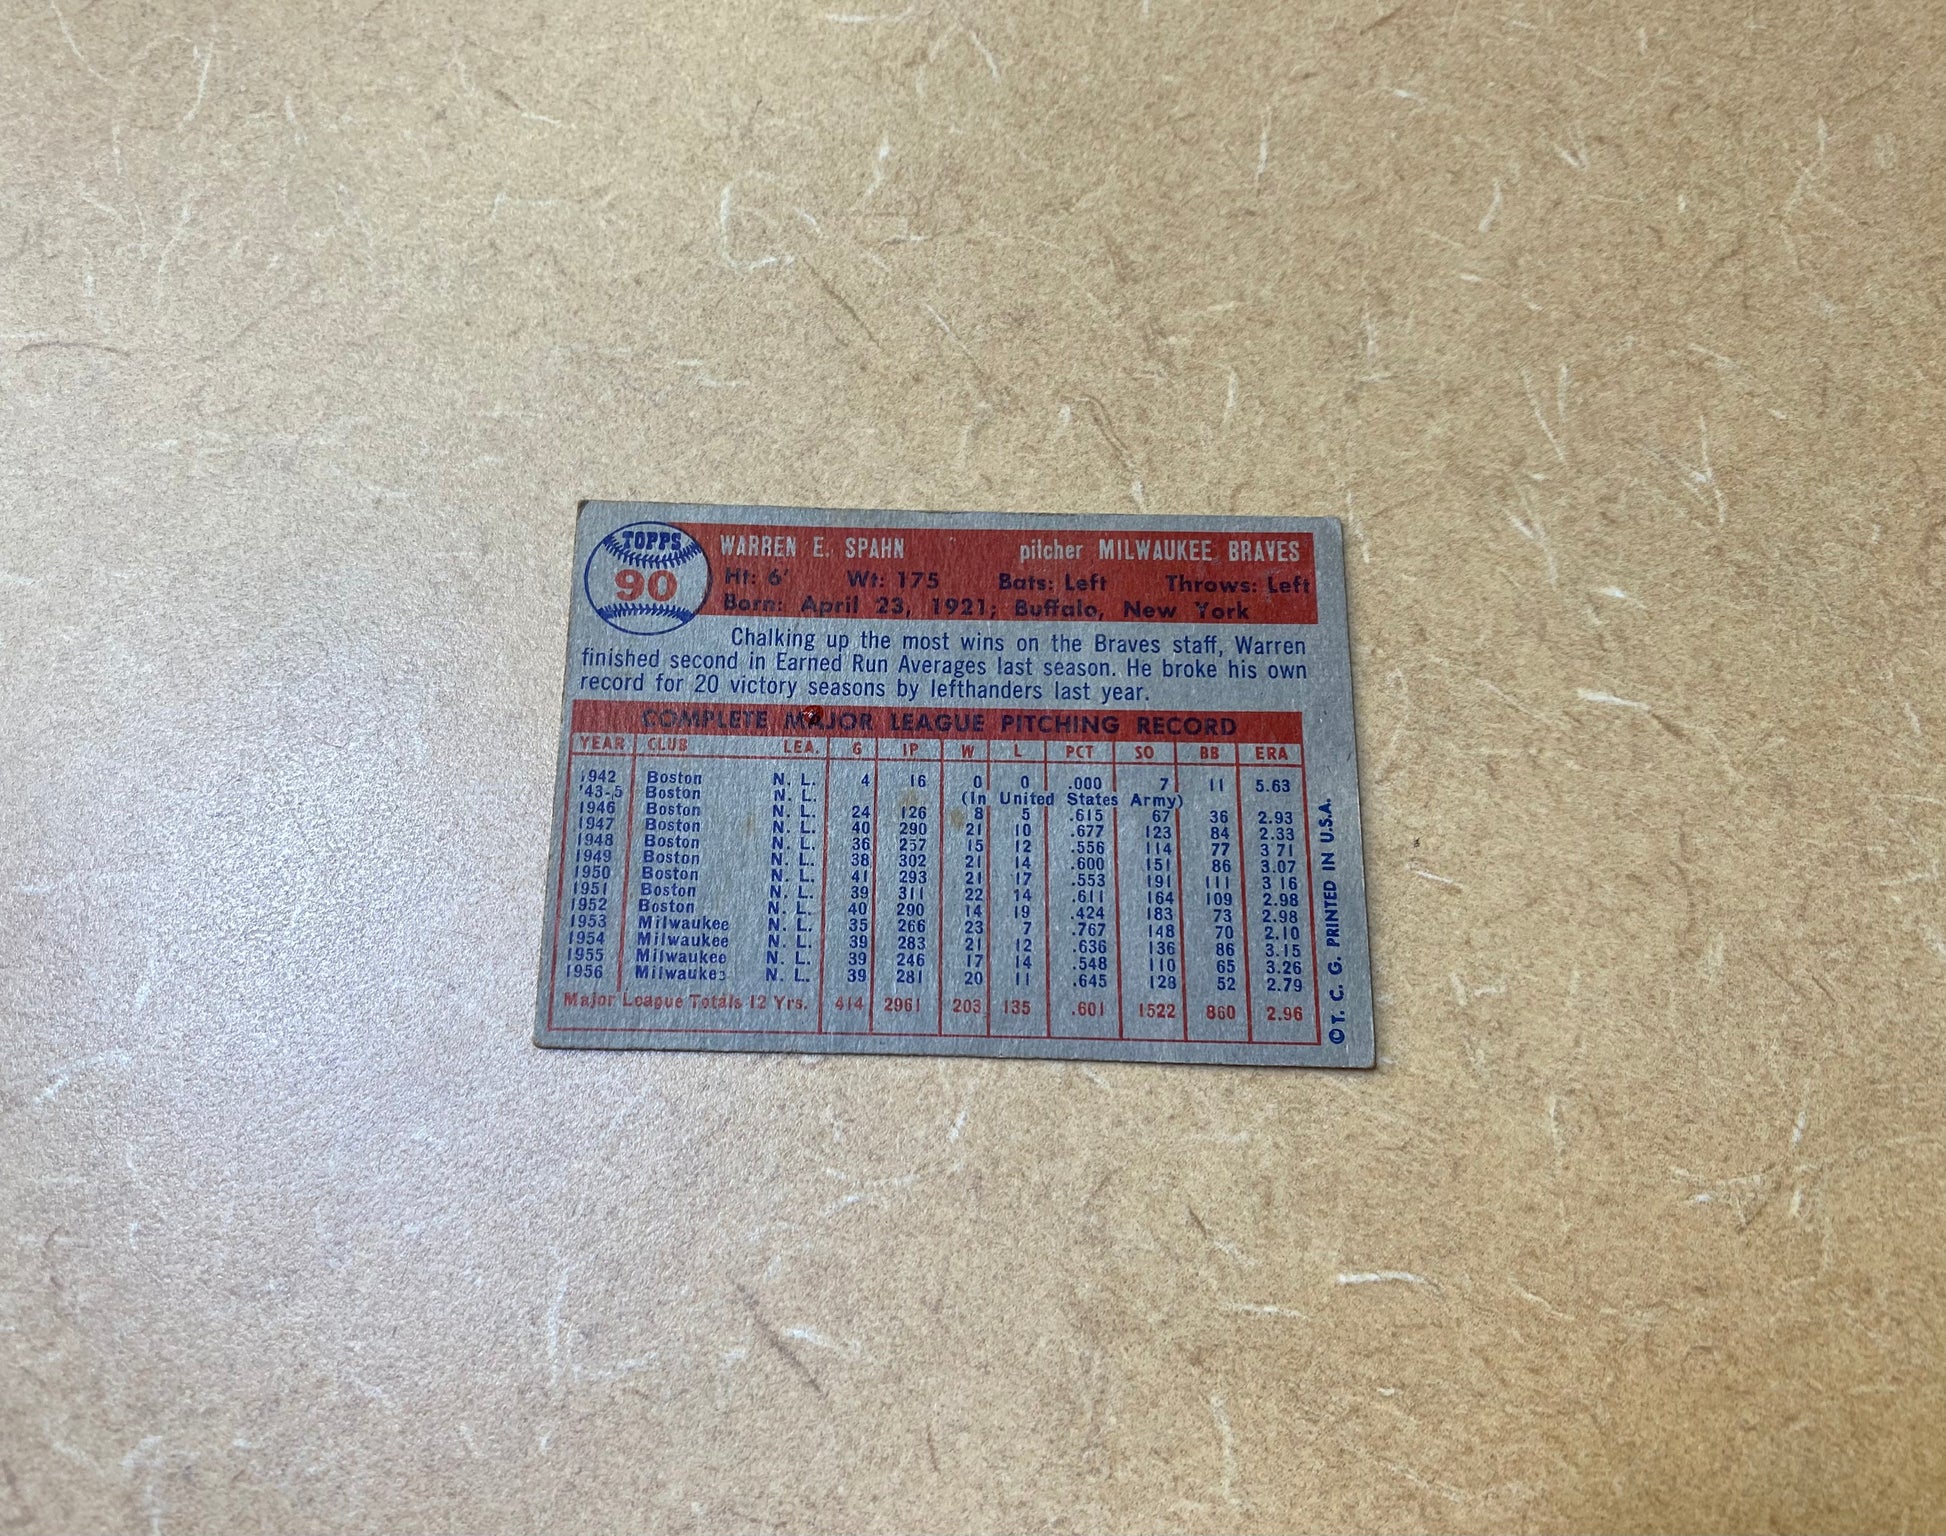 TOPPS
90
WARREN E. SPAHN pitcher MILWAUKEE BRAVES
Ht: 6' Wt: 175 Bats: Left Throws: Left
Born: April 23, 1921; Buffalo, New York
Chalking up the most wins on the Braves staff, Warren
finished second in Earned Run Averages last season. He broke his own
record for 20 victory seasons by lefthanders last year.
COMPLETE MAJOR LEAGUE PITCHING RECORD
YEAR CLUB LEA. G IP W L PCT SO BB ERA
1942 Boston N. L. 4 16 0 0 .000 7 11 5.63
'43-,5 Boston N. L. (In United States Army)
1946 Boston N. L. 24 126 8 5 .615 67 36 2.93
1947 Boston N. L. 40 290 21 10 .677 123 84 2.33
1948 Boston N. L. 36 257 15 12 .556 114 77 3 71
1949 Boston N. L. 38 302 21 14 .600 151 86 3.07
1950 Boston N. L. 41 293 21 17 .553 191 111 3 16
1951 Boston N. L. 39 311 22 14 .611 164 109 2.98
1952 Boston N. L. 40 290 14 19 .424 183 73 2.98
1953 Milwaukee N. L. 35 266 23 7 .767 148 70 2.10
1954 Milwaukee N. L. 39 283 21 12 .636 136 86 3.15
1955 Milwaukee N. L. 39 246 17 14 .548 110 65 3.26
1956 Milwaukee N. L. 39 281 20 11 .645 128 52 2.79
Major League Totals 12 Yrs. 414 2961 203 135 .601 1522 860 2.96
©T. C. G. PRINTED IN U.S.A.